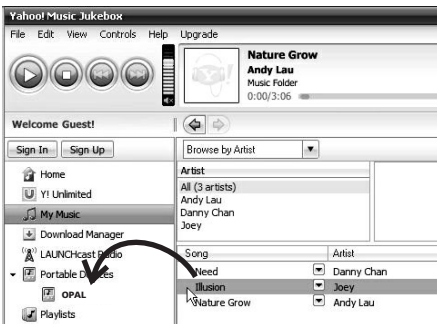 Yahoo! Music Jukebox
File Edit View Controls Help Upgrade
Nature Grow
Andy Lau
Music Folder
0:00/3:06
Welcome Guest!
Sign In Sign Up
Browse by Artist
Home
Y! Unlimited
My Music
Download Manager
LAUNCHcast Radio
Portable Devices
OPAL
Playlists
Artist
All (3 artists)
Andy Lau
Danny Chan
Joey
Song Artist
Need Danny Chan
Illusion Joey
Nature Grow Andy Lau